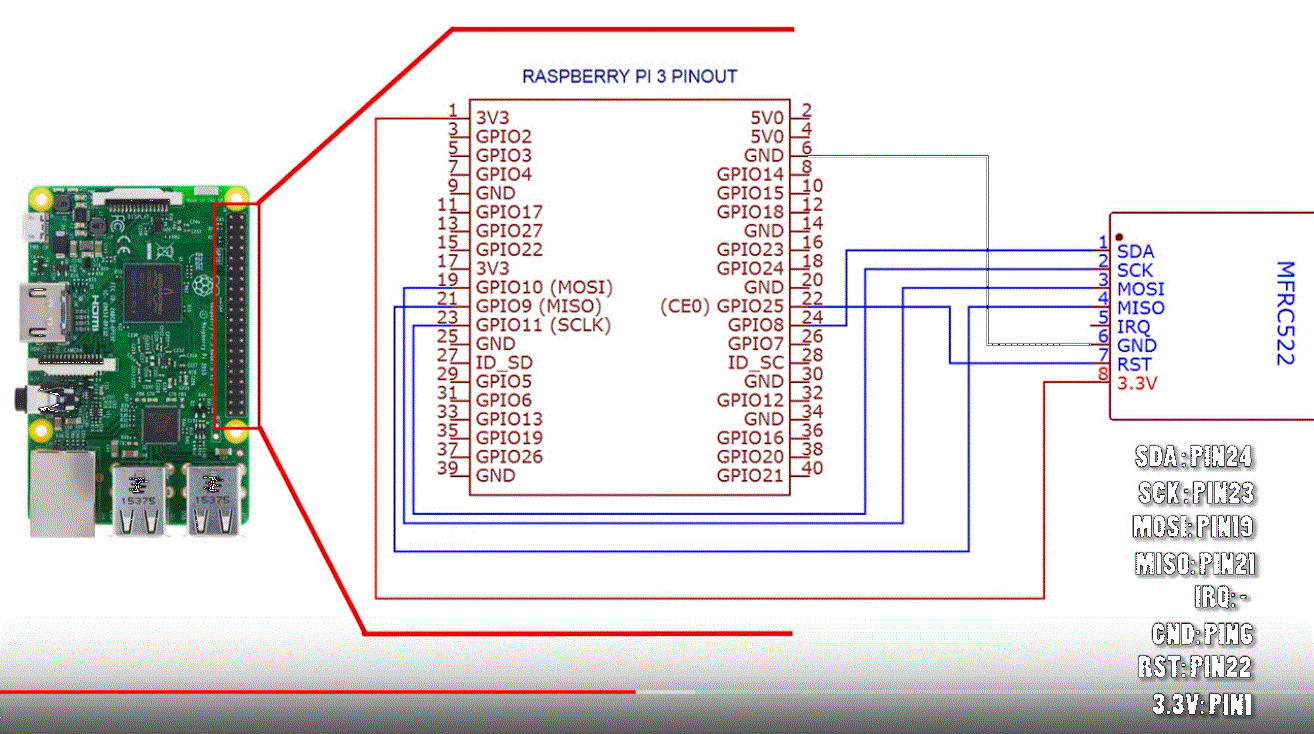 RASPBERRY PI 3 PINOUT
1 3V3 5V0 2
3 GPIO2 5V0 4
5 GPIO3 GND 6
7 GPIO4 GPIO14 8
9 GND GPIO15 10
11 GPIO17 GPIO18 12
13 GPIO27 GND 14
15 GPIO22 GPIO23 16
17 3V3 GPIO24 18
19 GPIO10 (MOSI) GND 20
21 GPIO9 (MISO) (CE0) GPIO25 22
23 GPIO11 (SCLK) GPIO8 24
25 GND GPIO7 26
27 ID_SD ID_SC 28
29 GPIO5 GND 30
31 GPIO6 GPIO12 32
33 GPIO13 GND 34
35 GPIO19 GPIO16 36
37 GPIO26 GPIO20 38
39 GND GPIO21 40
1 SDA
2 SCK
3 MOSI
4 MISO
5 IRQ
6 GND
7 RST
8 3.3V
MFRC522
HDMI
15375
15375
SDA:PIN24
SCK:PIN23
MOSI:PIN19
MISO:PIN21
IRQ:-
GND:PIN6
RST:PIN22
3.3V:PIN1